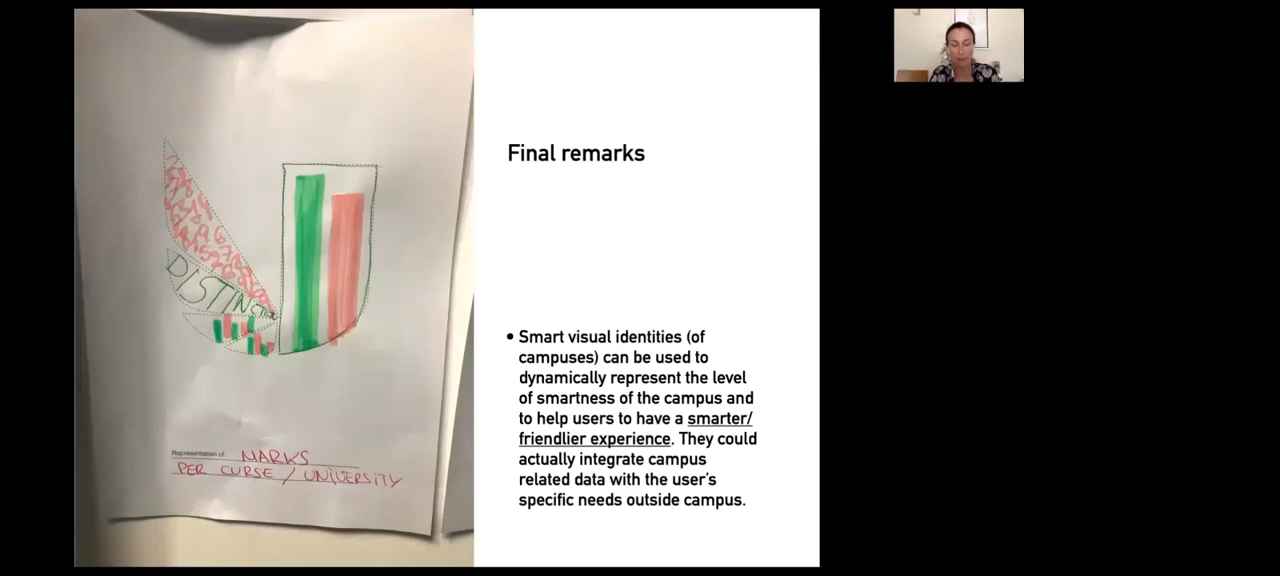 DISTINCTION
Representation of: MARKS
PER CURSE / UNIVERSITY
Final remarks
• Smart visual identities (of
campuses) can be used to
dynamically represent the level
of smartness of the campus and
to help users to have a smarter/
friendlier experience. They could
actually integrate campus
related data with the user's
specific needs outside campus.